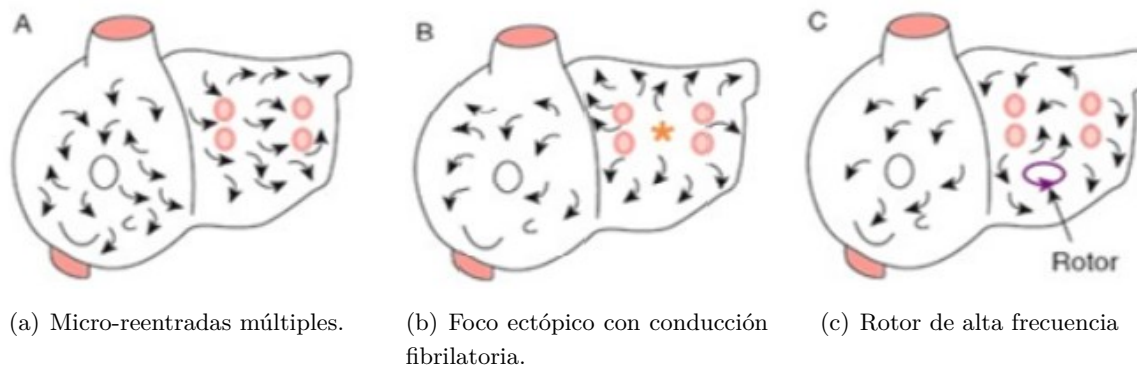 A
B
C
Rotor
(a) Micro-reentradas múltiples.
(b) Foco ectópico con conducción
fibrilatoria.
(c) Rotor de alta frecuencia